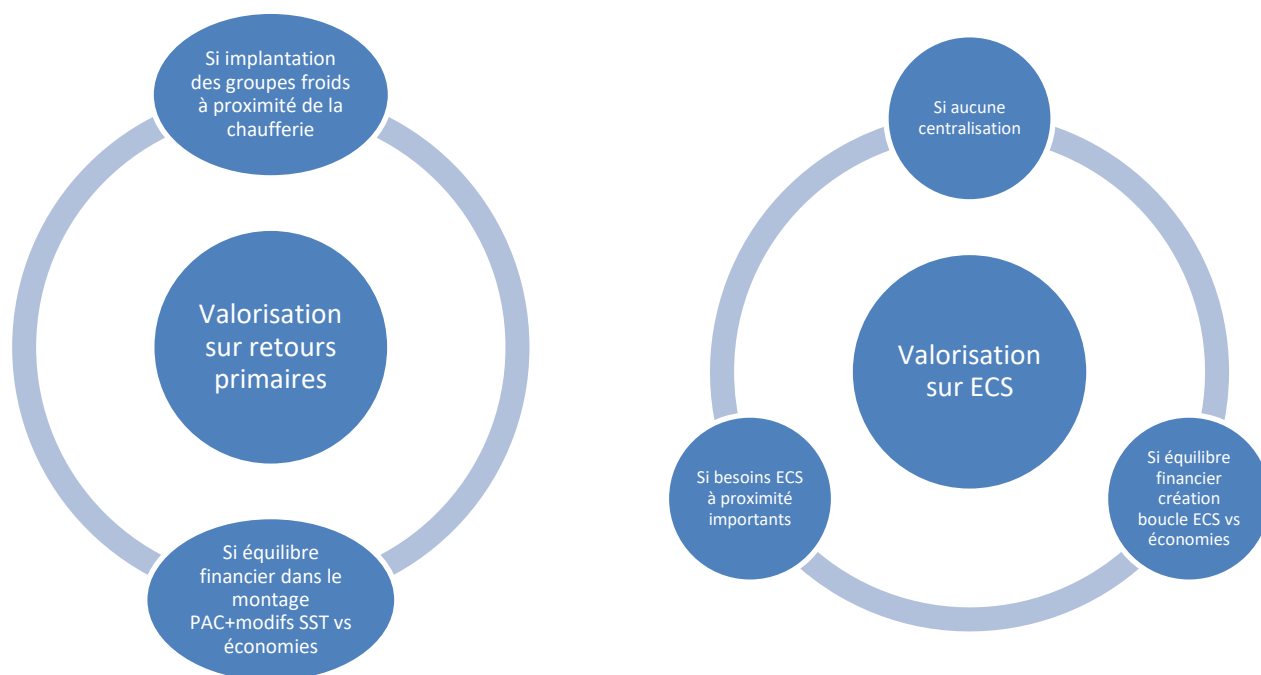 Si implantation
des groupes froids
à proximité de la
chaufferie
Valorisation
sur retours
primaires
Si équilibre
financier dans le
montage
PAC+modifs SST vs
économies
Si aucune
centralisation
Valorisation
sur ECS
Si besoins ECS
à proximité
importants
Si équilibre
financier
création
boucle ECS vs
économies